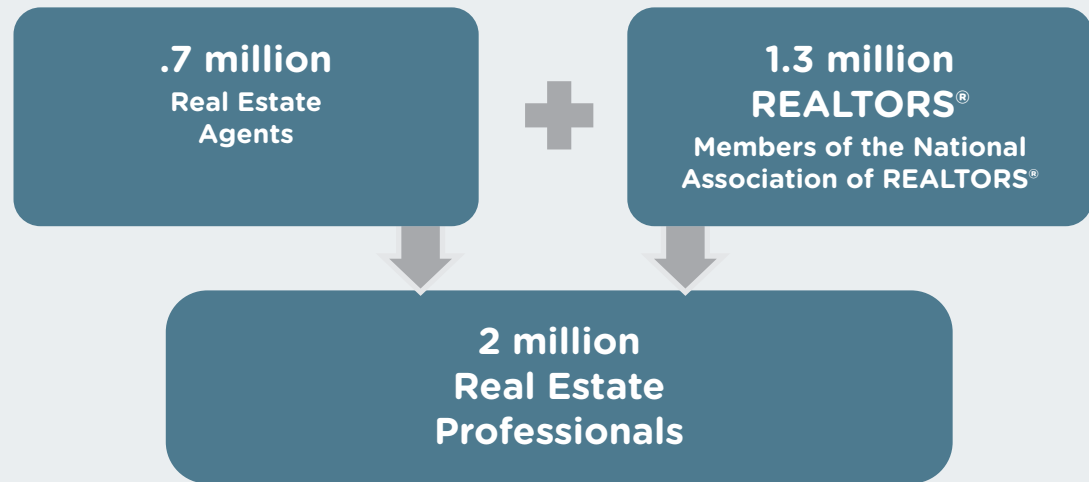 .7 million
Real Estate
Agents
1.3 million
REALTORS®
Members of the National
Association of REALTORS®
2 million
Real Estate
Professionals